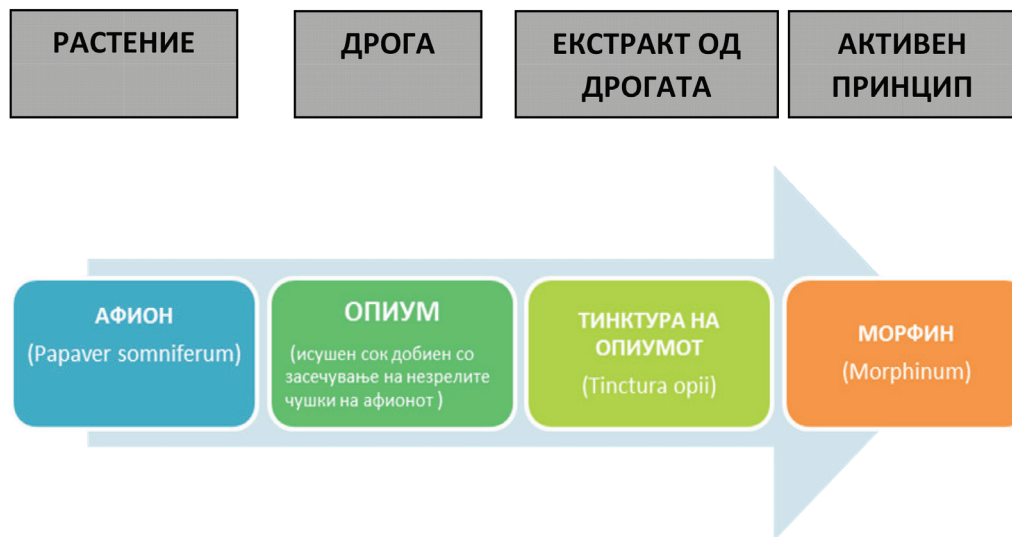 РАСТЕНИЕ
ДРОГА
ЕКСТРАКТ ОД
ДРОГАТА
АКТИВЕН
ПРИНЦИП
АФИОН
(Papaver somniferum)
ОПИУМ
(исушен сок добиен со
засечување на незрелите
чушки на афионот )
ТИНКТУРА НА
ОПИУМОТ
(Tinctura opii)
МОРФИН
(Morphinum)